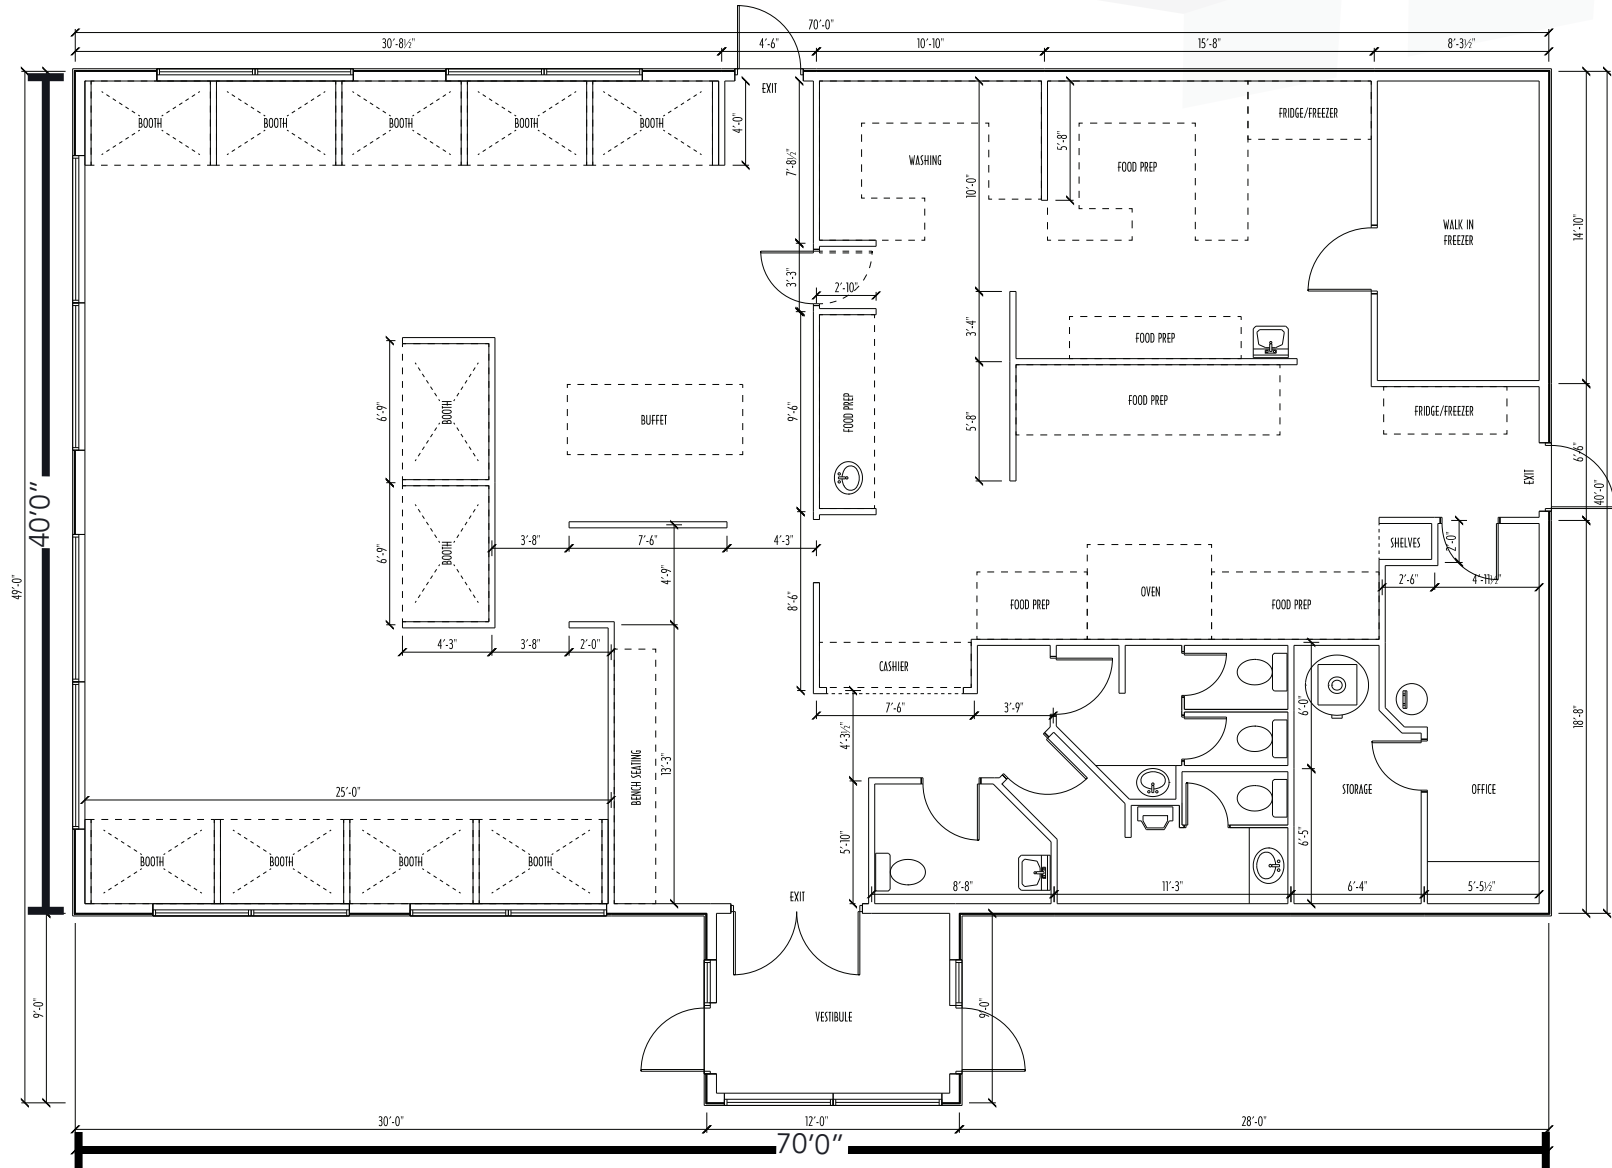 70'-0"
30'-8½"
4'-6"
10'-10"
15'-8"
8'-3½"
EXIT
BOOTH
BOOTH
BOOTH
BOOTH
BOOTH
4'-0"
7'-8½"
WASHING
10'-0"
5'-8"
FOOD PREP
FRIDGE/FREEZER
WALK IN
FREEZER
14'-10"
3'-3"
2'-10"
3'-4"
FOOD PREP
6'-9"
BOOTH
BUFFET
9'-6"
FOOD PREP
5'-8"
FOOD PREP
FRIDGE/FREEZER
6'-6"
EXIT
40'-0"
40'0"
49'-0"
6'-9"
BOOTH
3'-8"
7'-6"
4'-3"
4'-9"
8'-6"
SHELVES
2'-0"
2'-6"
4'-11½"
FOOD PREP
OVEN
FOOD PREP
4'-3"
3'-8"
2'-0"
CASHIER
7'-6"
3'-9"
6'-0"
18'-8"
4'-3½"
BENCH SEATING
13'-3"
25'-0"
STORAGE
OFFICE
5'-10"
6'-5"
BOOTH
BOOTH
BOOTH
BOOTH
8'-8"
11'-3"
6'-4"
5'-5½"
EXIT
9'-0"
VESTIBULE
9'-0"
30'-0"
12'-0"
28'-0"
70'0"